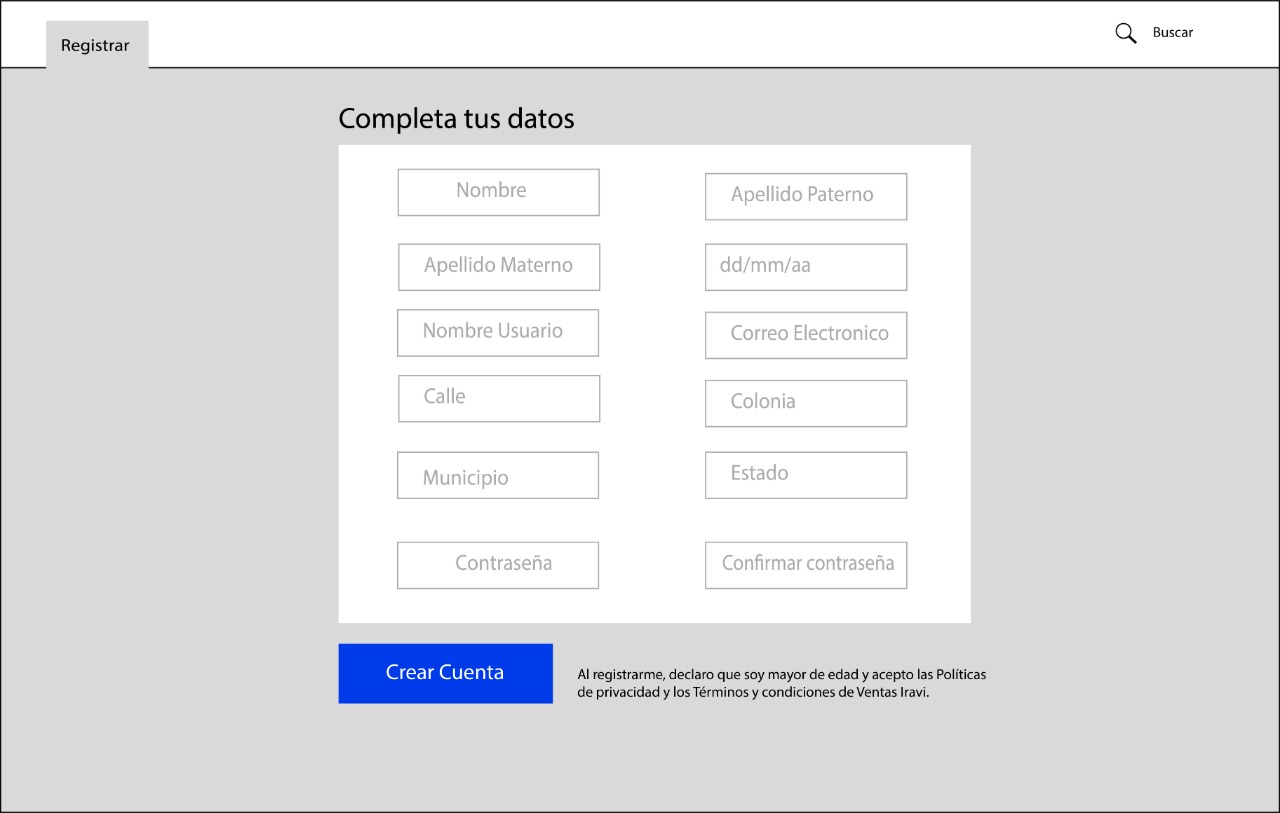 Registrar
Buscar
Completa tus datos
Nombre
Apellido Paterno
Apellido Materno
dd/mm/aa
Nombre Usuario
Correo Electronico
Calle
Colonia
Municipio
Estado
Contraseña
Confirmar contraseña
Crear Cuenta
Al registrarme, declaro que soy mayor de edad y acepto las Políticas
de privacidad y los Términos y condiciones de Ventas Iravi.